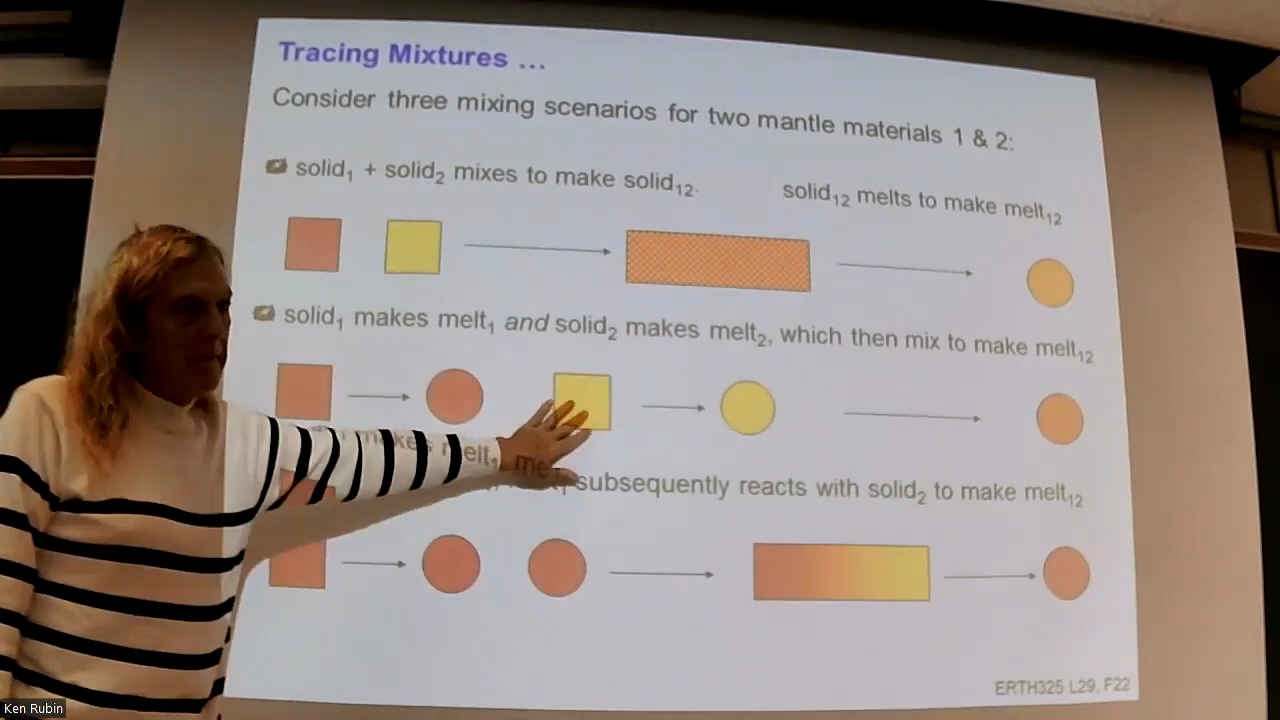 Tracing Mixtures …
Consider three mixing scenarios for two mantle materials 1 & 2:
solid₁ + solid₂ mixes to make solid₁₂.
solid₁₂ melts to make melt₁₂
solid₁ makes melt₁ and solid₂ makes melt₂, which then mix to make melt₁₂
makes melt₁ subsequently reacts with solid₂ to make melt₁₂
ERTH325 L29, F22
Ken Rubin